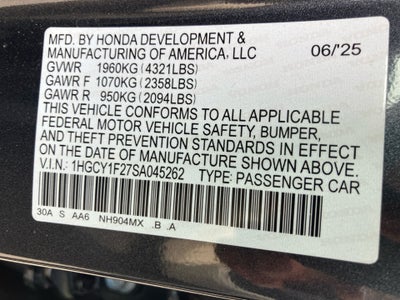 MFD. BY HONDA DEVELOPMENT &
MANUFACTURING OF AMERICA, LLC 06/25
GVWR 1960KG (4321LBS)
GAWR F 1070KG (2358LBS)
GAWR R 950KG (2094LBS)
THIS VEHICLE CONFORMS TO ALL APPLICABLE
FEDERAL MOTOR VEHICLE SAFETY, BUMPER,
AND THEFT PREVENTION STANDARDS IN EFFECT
ON THE DATE OF MANUFACTURE SHOWN ABOVE.
V.I.N.: 1HGCY1F27SA045262 TYPE: PASSENGER CAR
30A S AA6 NH904MX .B .A